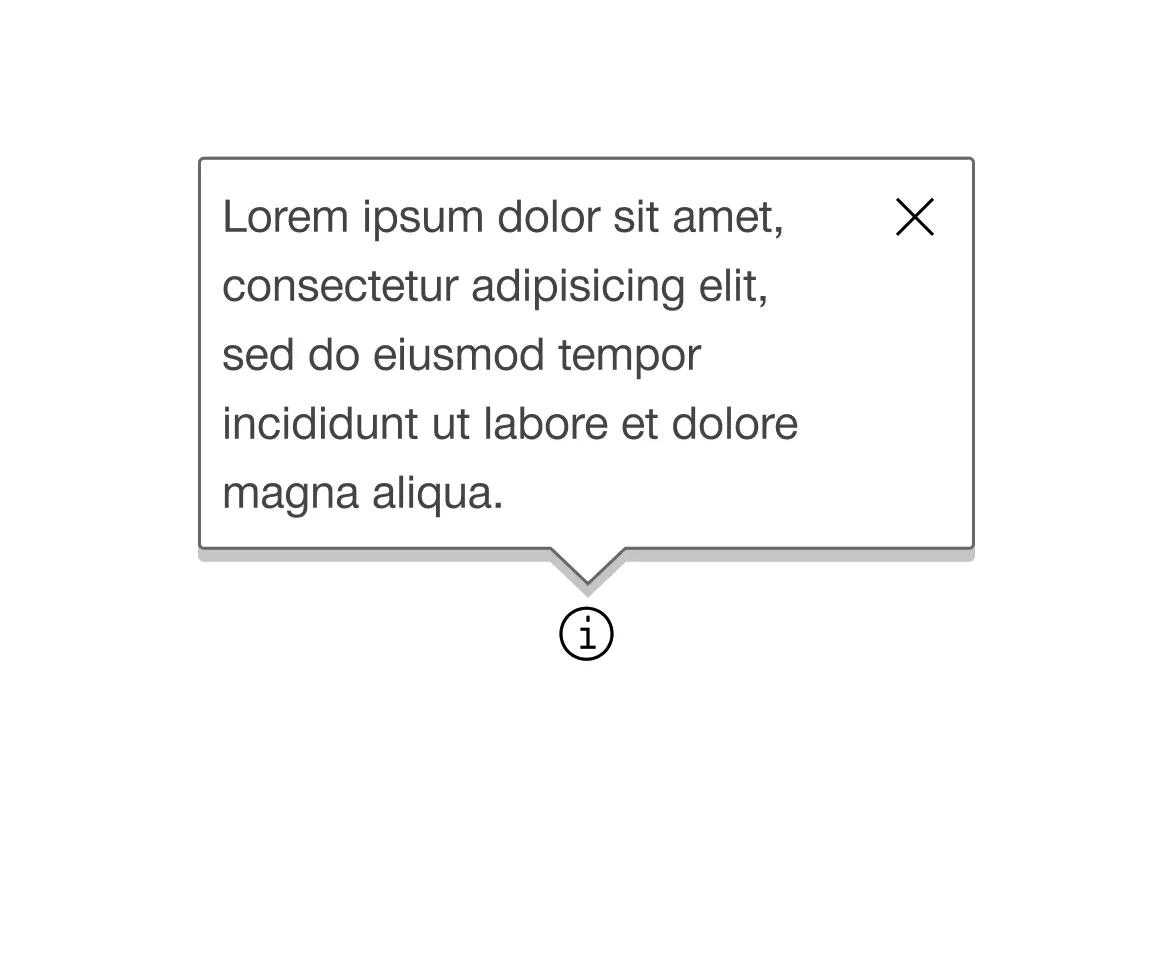 Lorem ipsum dolor sit amet,
consectetur adipisicing elit,
sed do eiusmod tempor
incididunt ut labore et dolore
magna aliqua.
i